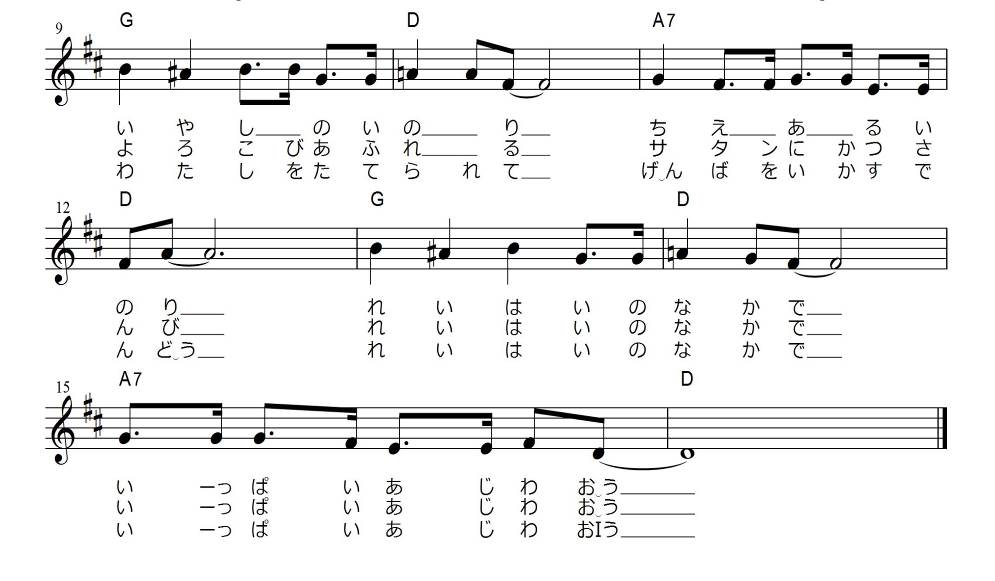 9 G D A7
い や し の い の り ち え あ る い
よ ろ こ び あ ふ れ る サ タ ン に か つ さ
わ た し を た て ら れ て げ ん ば を い か す で
12 D G D
の り れ い は い の な か で
ん び れ い は い の な か で
ん ど う れ い は い の な か で
15 A7 D
い ーっ ぱ い あ じ わ お う
い ーっ ぱ い あ じ わ お う
い ーっ ぱ い あ じ わ おIう